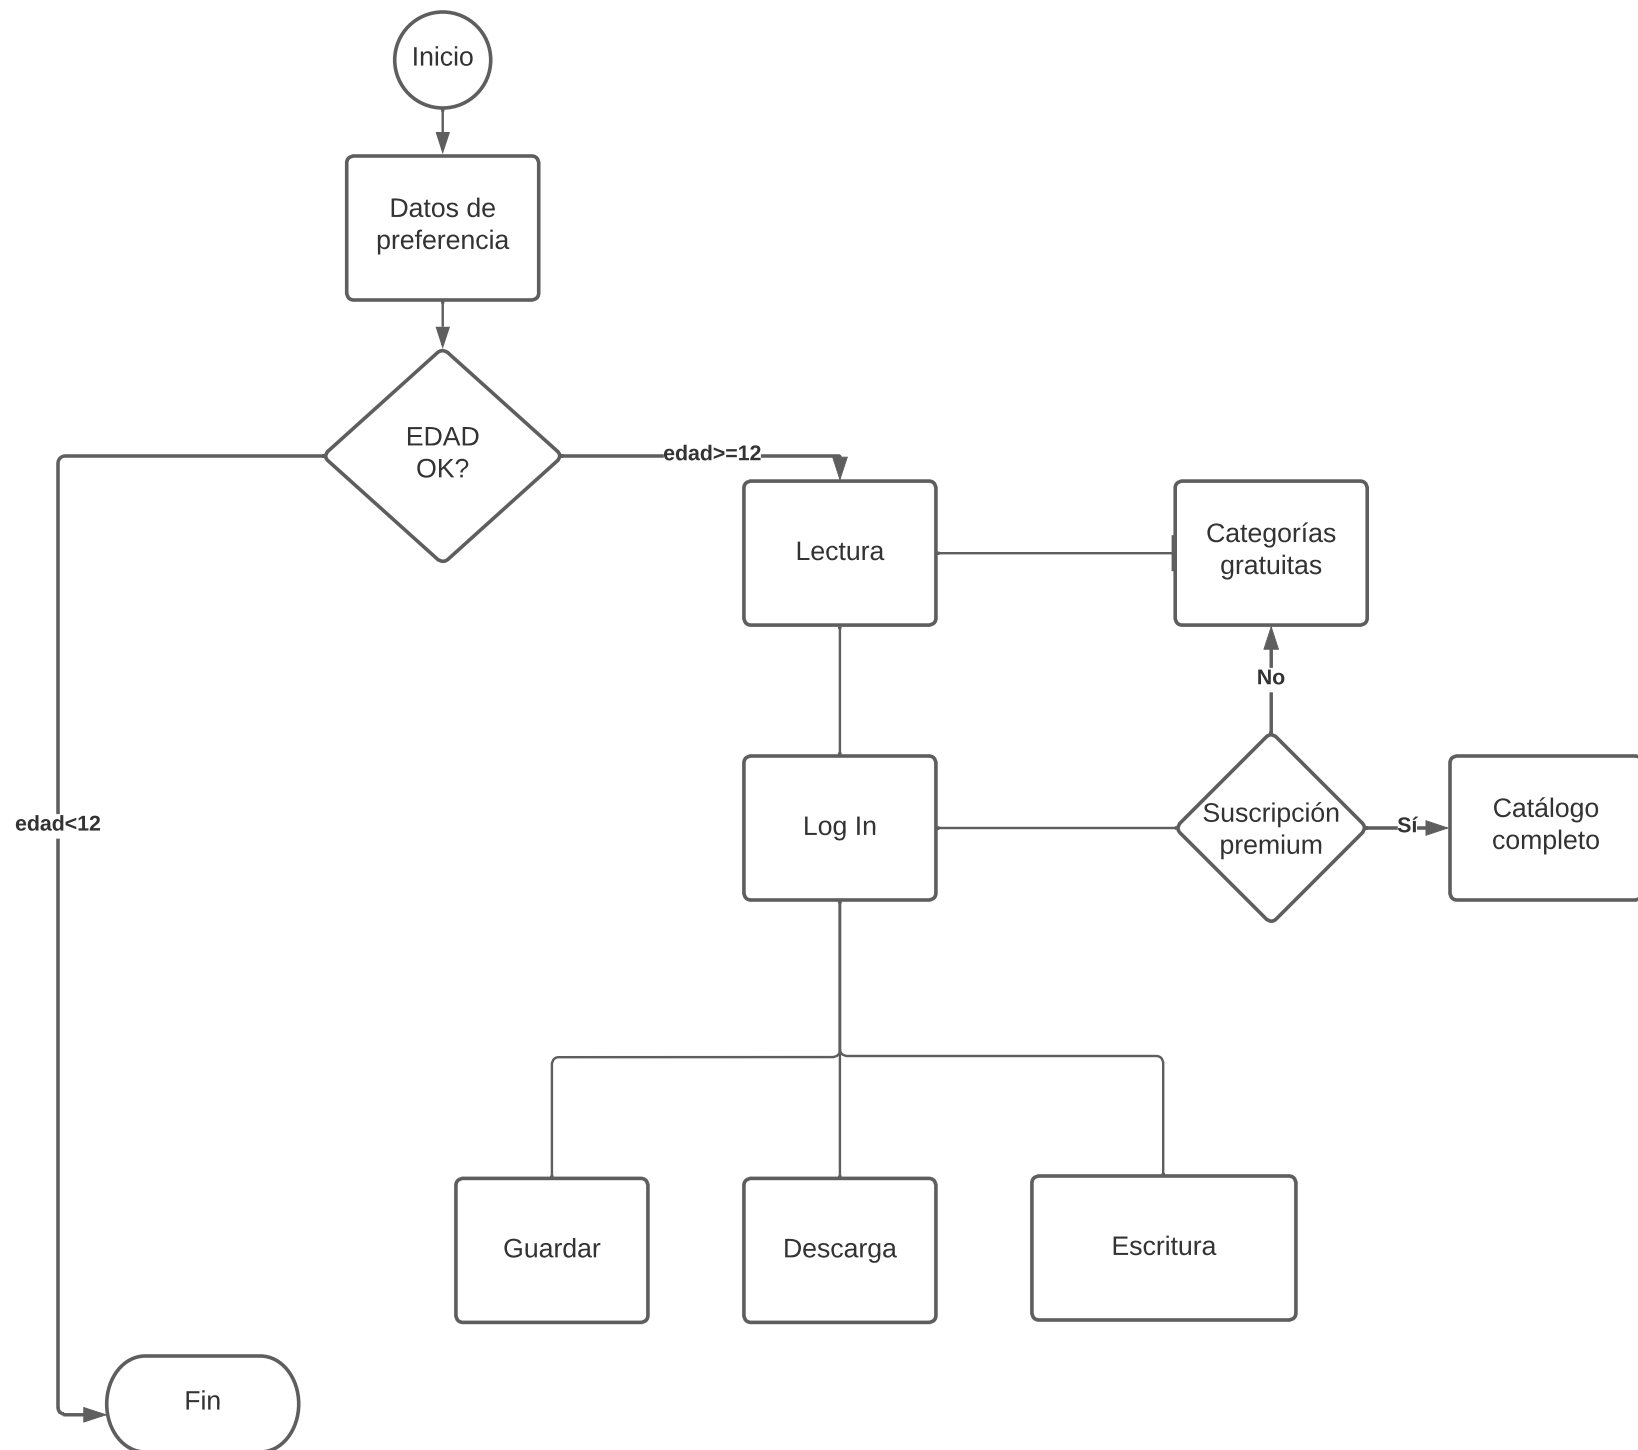 Inicio
Datos de
preferencia
EDAD
OK?
edad>=12
Lectura
Categorías
gratuitas
No
edad<12
Log In
Suscripción
premium
Sí
Catálogo
completo
Guardar
Descarga
Escritura
Fin